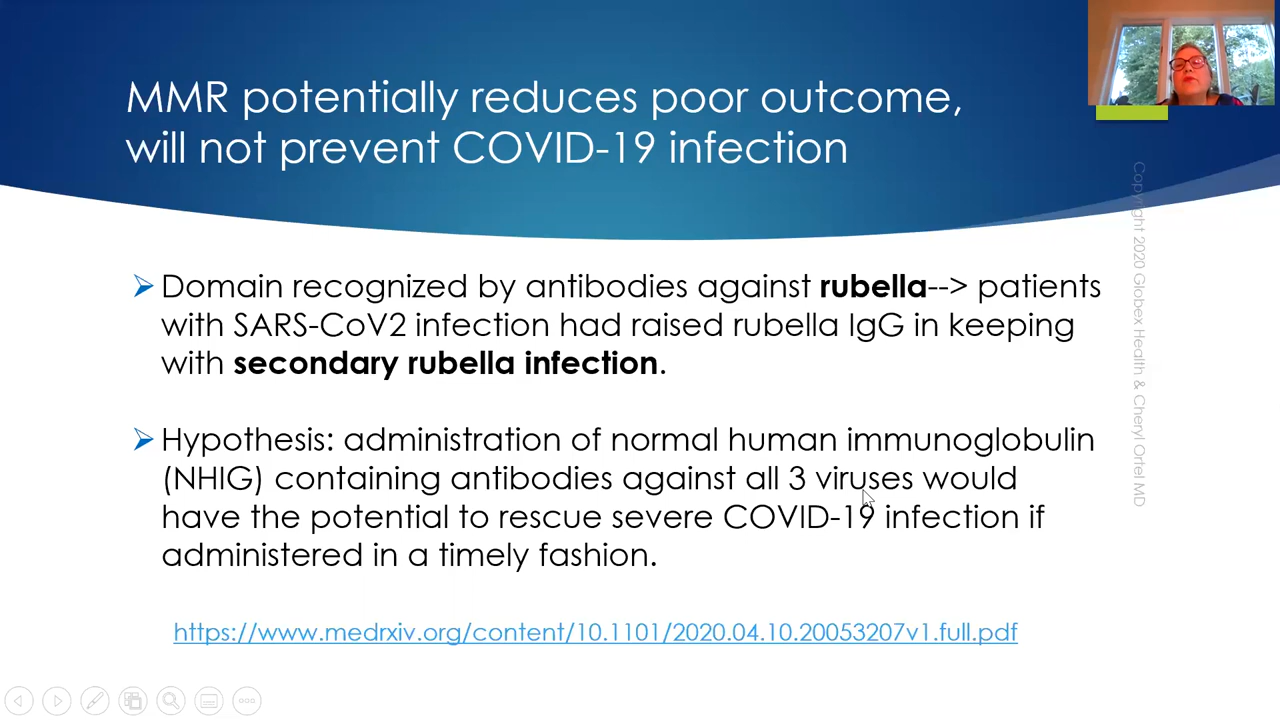 MMR potentially reduces poor outcome,
will not prevent COVID-19 infection
Domain recognized by antibodies against rubella--> patients
with SARS-CoV2 infection had raised rubella IgG in keeping
with secondary rubella infection.
Hypothesis: administration of normal human immunoglobulin
(NHIG) containing antibodies against all 3 viruses would
have the potential to rescue severe COVID-19 infection if
administered in a timely fashion.
https://www.medrxiv.org/content/10.1101/2020.04.10.20053207v1.full.pdf
Copyright 2020 Globex Health & Cheryl Ortel MD